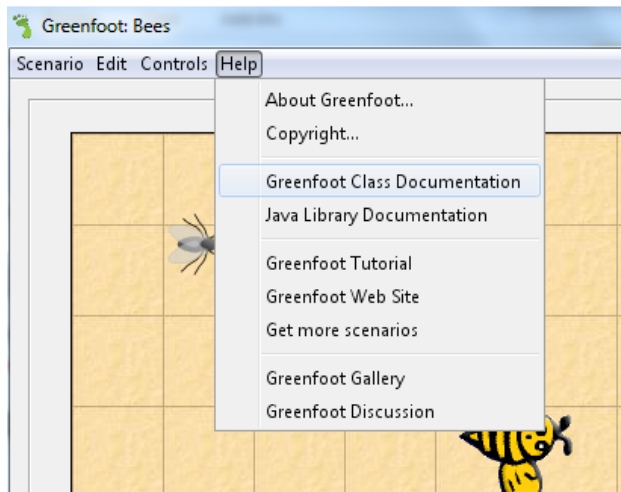 Greenfoot: Bees
Scenario Edit Controls Help
About Greenfoot...
Copyright...
Greenfoot Class Documentation
Java Library Documentation
Greenfoot Tutorial
Greenfoot Web Site
Get more scenarios
Greenfoot Gallery
Greenfoot Discussion